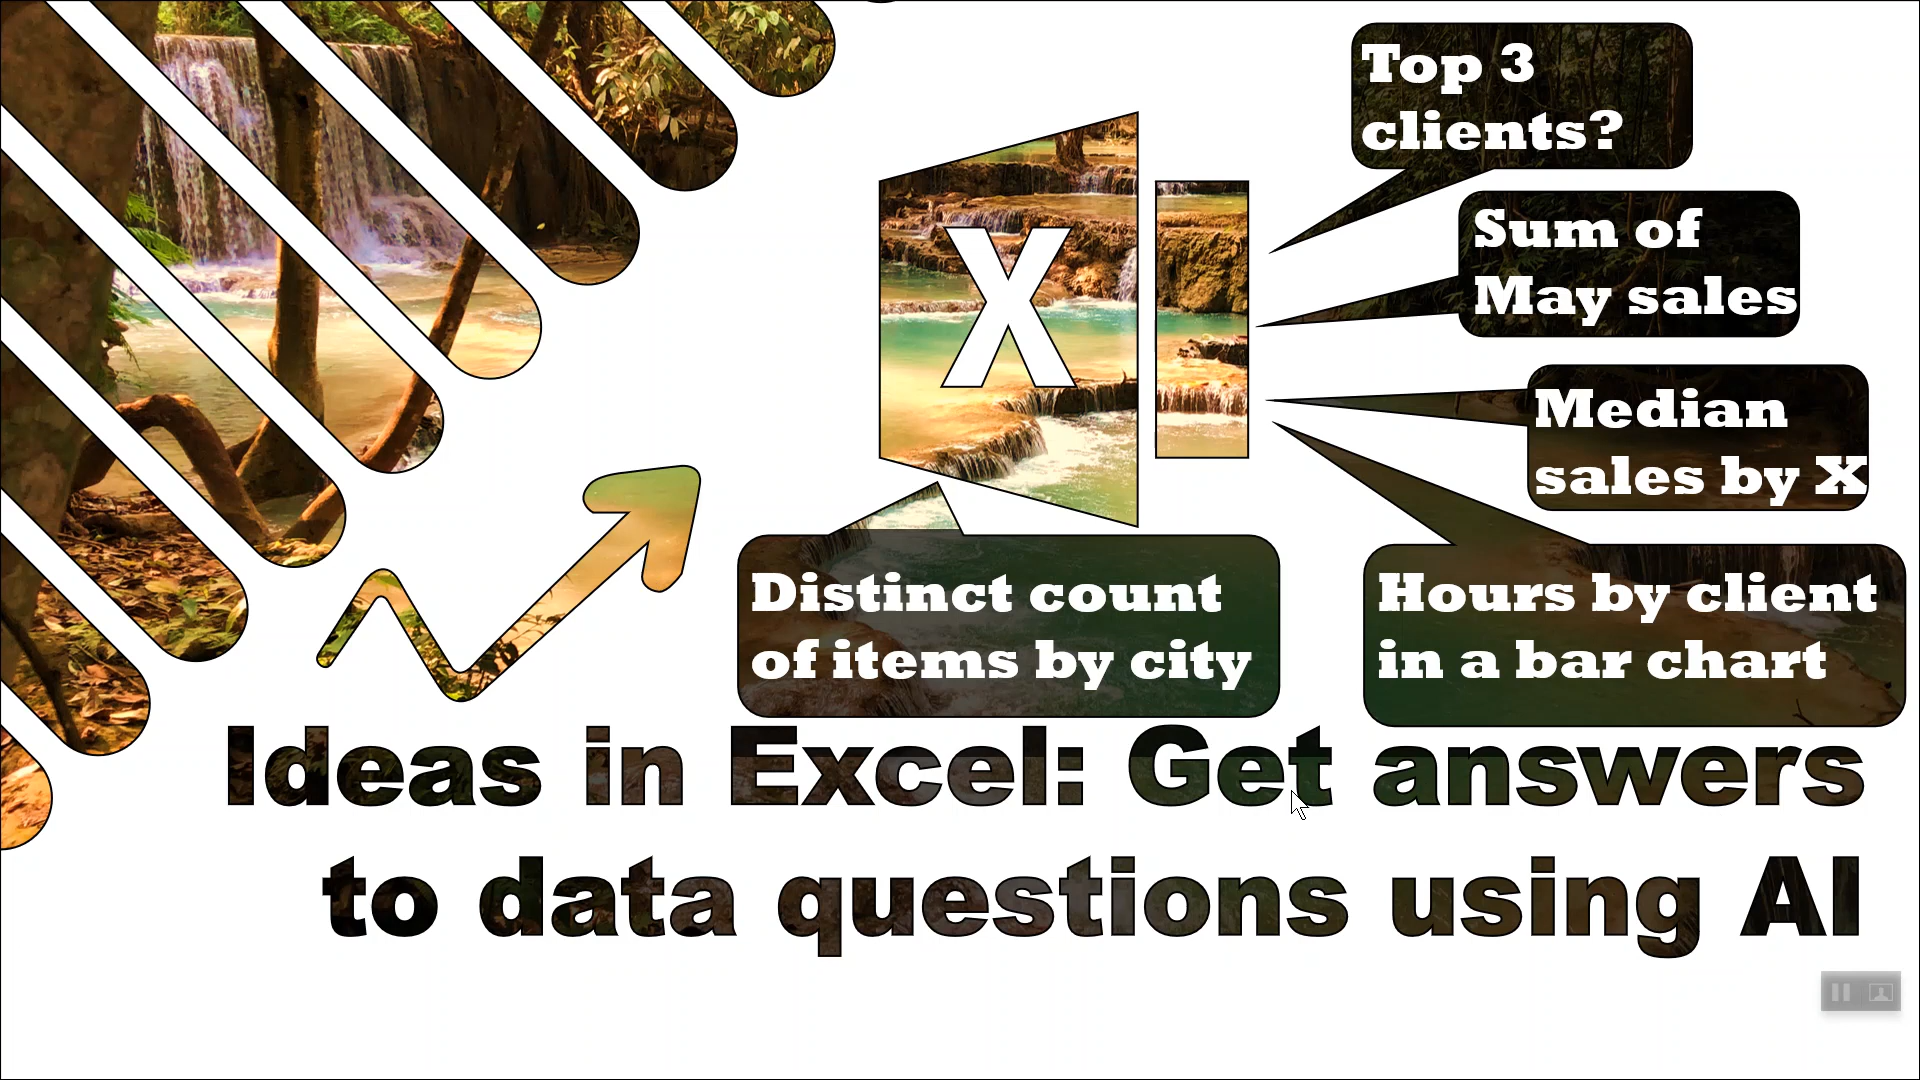 Top 3
clients?
Sum of
May sales
X
Median
sales by X
Distinct count
of items by city
Hours by client
in a bar chart
Ideas in Excel: Get answers
to data questions using AI